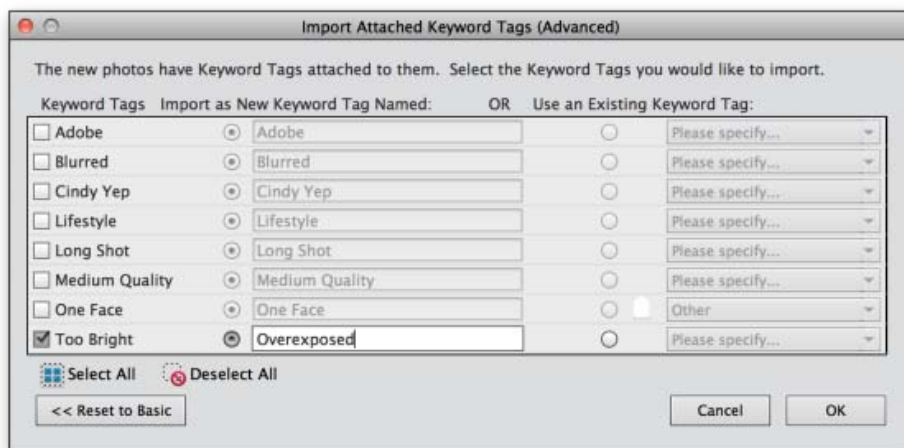 Import Attached Keyword Tags (Advanced)
The new photos have Keyword Tags attached to them. Select the Keyword Tags you would like to import.
Keyword Tags Import as New Keyword Tag Named: OR Use an Existing Keyword Tag:
Adobe Adobe Please specify...
Blurred Blurred Please specify...
Cindy Yep Cindy Yep Please specify...
Lifestyle Lifestyle Please specify...
Long Shot Long Shot Please specify...
Medium Quality Medium Quality Please specify...
One Face One Face Other
Too Bright Overexposed Please specify...
Select All Deselect All
<< Reset to Basic Cancel OK